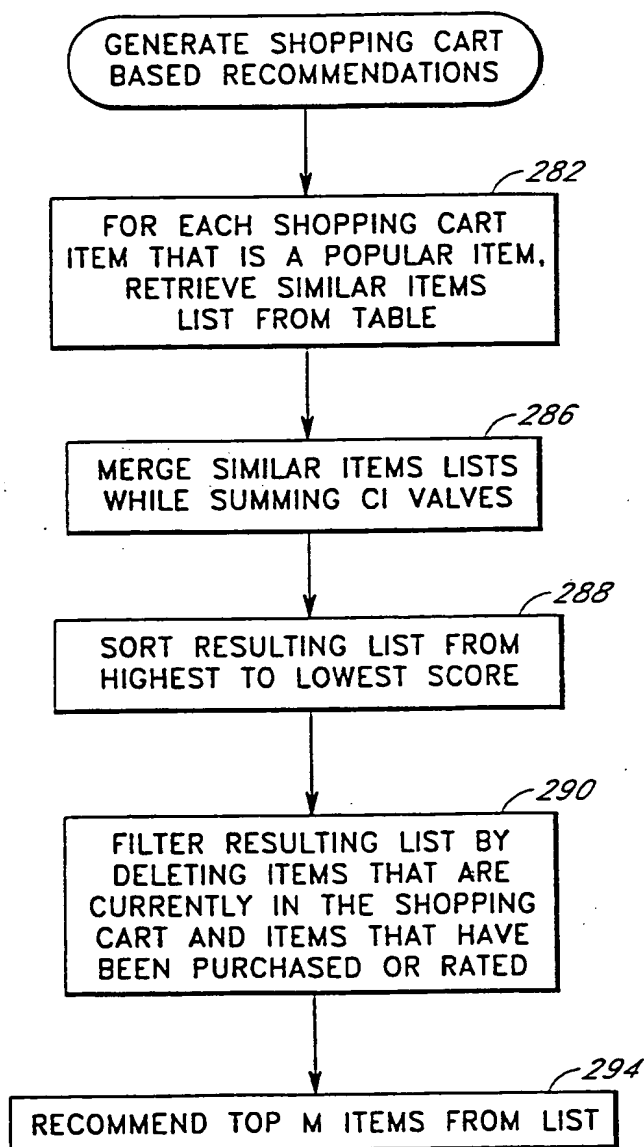 GENERATE SHOPPING CART
BASED RECOMMENDATIONS
282
FOR EACH SHOPPING CART
ITEM THAT IS A POPULAR ITEM,
RETRIEVE SIMILAR ITEMS
LIST FROM TABLE
286
MERGE SIMILAR ITEMS LISTS
WHILE SUMMING CI VALVES
288
SORT RESULTING LIST FROM
HIGHEST TO LOWEST SCORE
290
FILTER RESULTING LIST BY
DELETING ITEMS THAT ARE
CURRENTLY IN THE SHOPPING
CART AND ITEMS THAT HAVE
BEEN PURCHASED OR RATED
294
RECOMMEND TOP M ITEMS FROM LIST